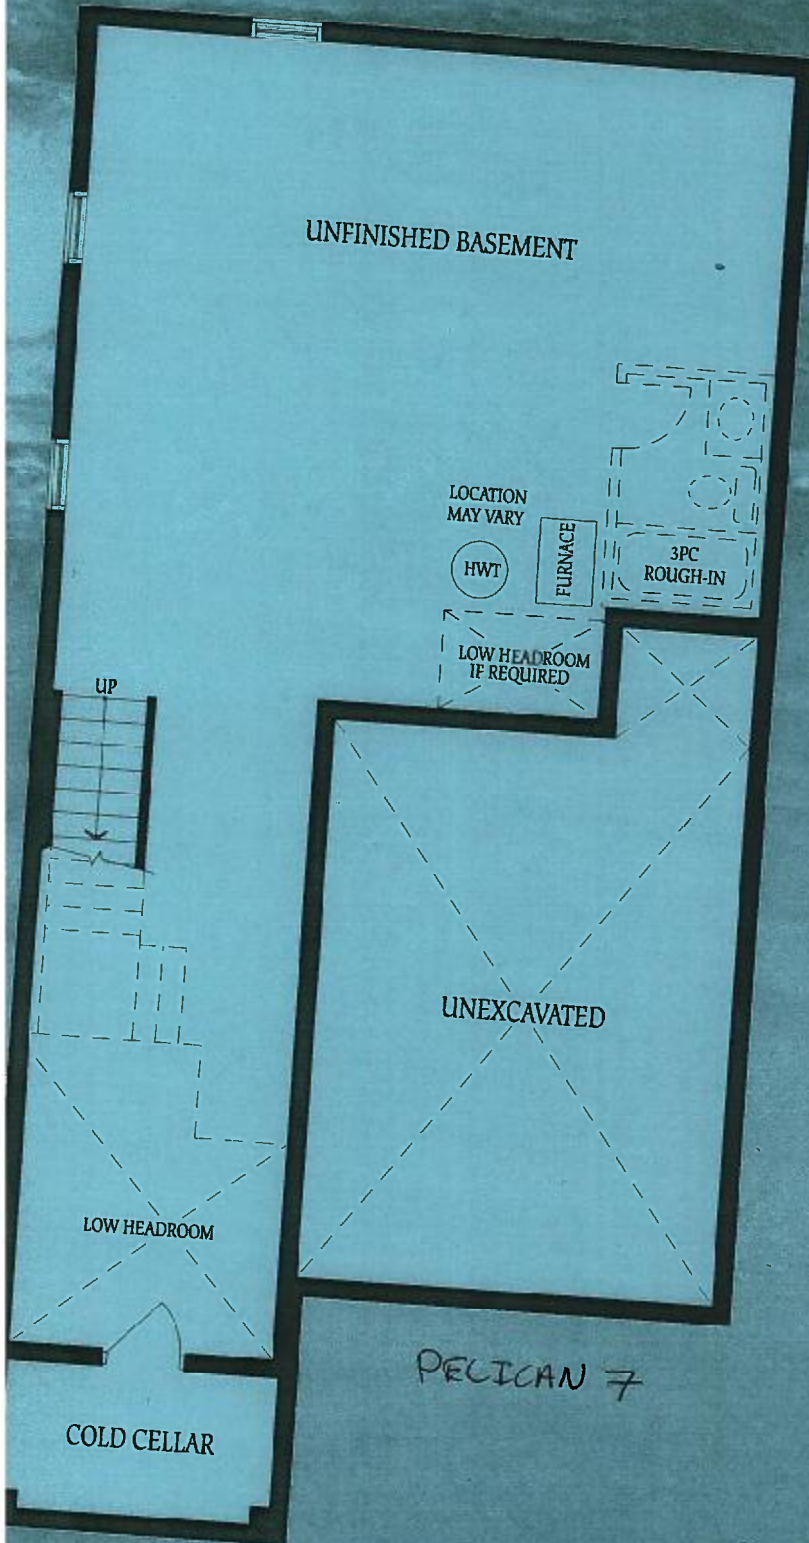 UNFINISHED BASEMENT
LOCATION
MAY VARY
HWT
FURNACE
3PC
ROUGH-IN
LOW HEADROOM
IF REQUIRED
UP
UNEXCAVATED
LOW HEADROOM
PELICAN 7
COLD CELLAR